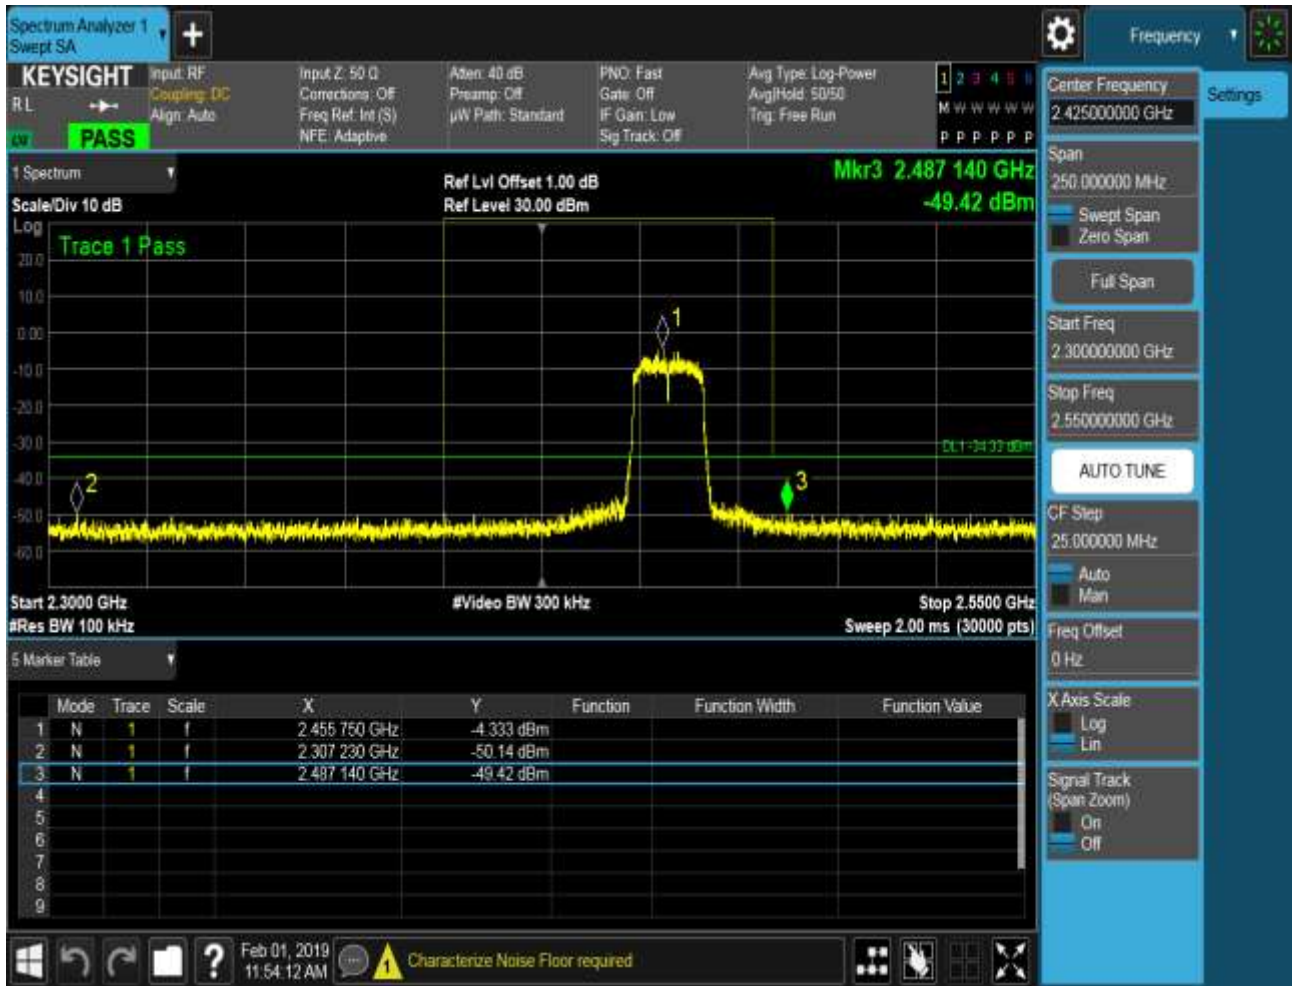 Spectrum Analyzer 1
Swept SA
+
Frequency
KEYSIGHT
Input: RF
Coupling: DC
Align: Auto
Input Z: 50 Ω
Corrections: Off
Freq Ref: Int (S)
NFE: Adaptive
Atten: 40 dB
Preamp: Off
µW Path: Standard
PNO: Fast
Gate: Off
IF Gain: Low
Sig Track: Off
Avg Type: Log-Power
Avg|Hold: 50/50
Trig: Free Run
1 2 3 4 5 6
M W W W W W
P P P P P P
R L
PASS
1 Spectrum
Scale/Div 10 dB
Ref Lvl Offset 1.00 dB
Ref Level 30.00 dBm
Mkr3 2.487 140 GHz
-49.42 dBm
Log
Trace 1 Pass
20.0
10.0
0.00
-10.0
-20.0
-30.0
-40.0
-50.0
-60.0
1
2
3
DL1 -34.33 dBm
Start 2.3000 GHz
#Video BW 300 kHz
Stop 2.5500 GHz
#Res BW 100 kHz
Sweep 2.00 ms (30000 pts)
5 Marker Table
Mode Trace Scale X Y Function Function Width Function Value
1 N 1 f 2.455 750 GHz -4.333 dBm
2 N 1 f 2.307 230 GHz -50.14 dBm
3 N 1 f 2.487 140 GHz -49.42 dBm
4
5
6
7
8
9
Center Frequency
2.425000000 GHz
Settings
Span
250.000000 MHz
Swept Span
Zero Span
Full Span
Start Freq
2.300000000 GHz
Stop Freq
2.550000000 GHz
AUTO TUNE
CF Step
25.000000 MHz
Auto
Man
Freq Offset
0 Hz
X Axis Scale
Log
Lin
Signal Track
(Span Zoom)
On
Off
?
Feb 01, 2019
11:54:12 AM
1
Characterize Noise Floor required